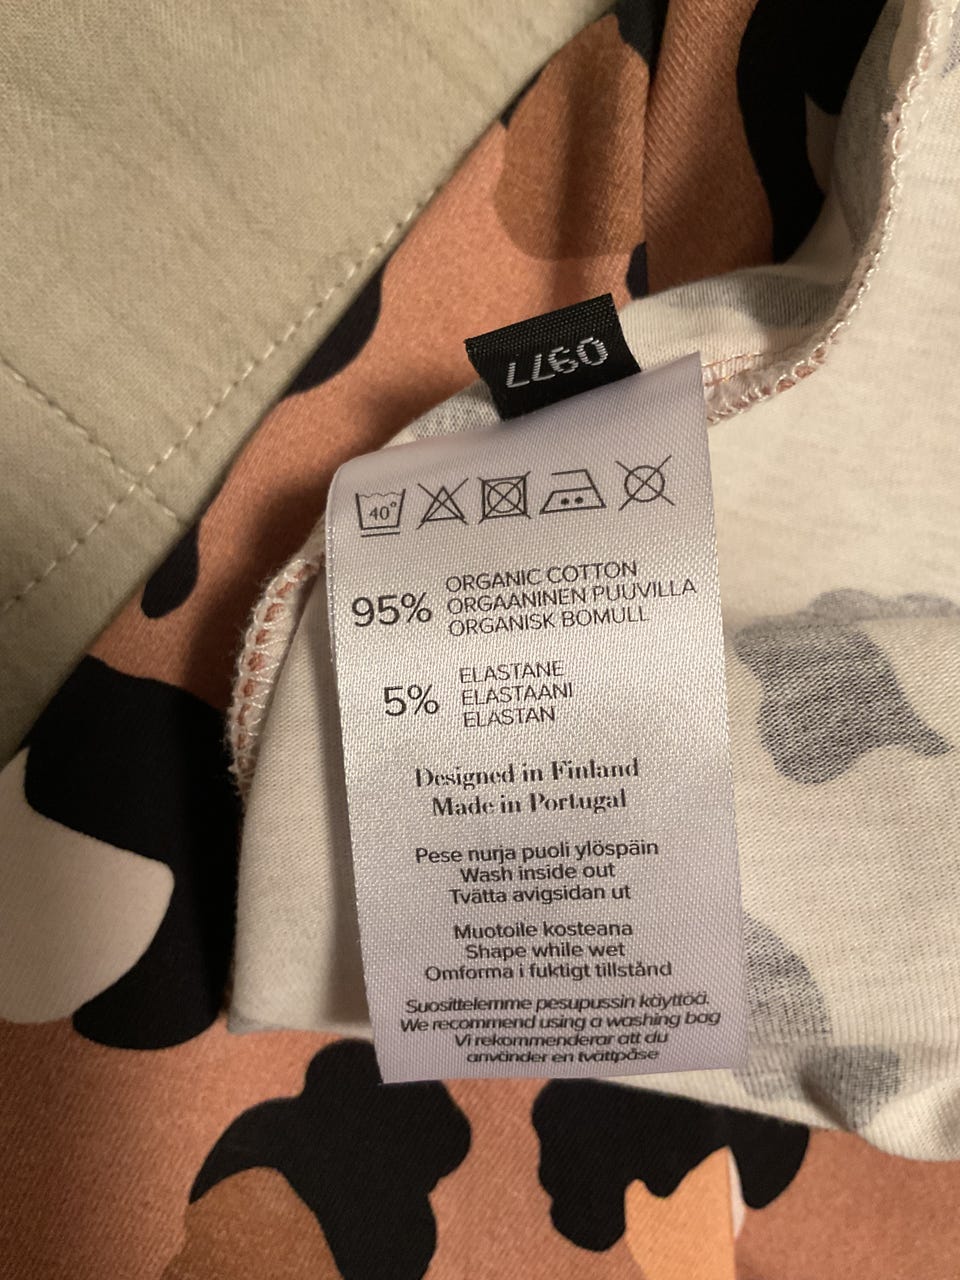 0977
40°
95%
ORGANIC COTTON
ORGAANINEN PUUVILLA
ORGANISK BOMULL
5%
ELASTANE
ELASTAANI
ELASTAN
Designed in Finland
Made in Portugal
Pese nurja puoli ylöspäin
Wash inside out
Tvätta avigsidan ut
Muotoile kosteana
Shape while wet
Omforma i fuktigt tillstånd
Suosittelemme pesupussin käyttöä.
We recommend using a washing bag
Vi rekommenderar att du
använder en tvättpåse